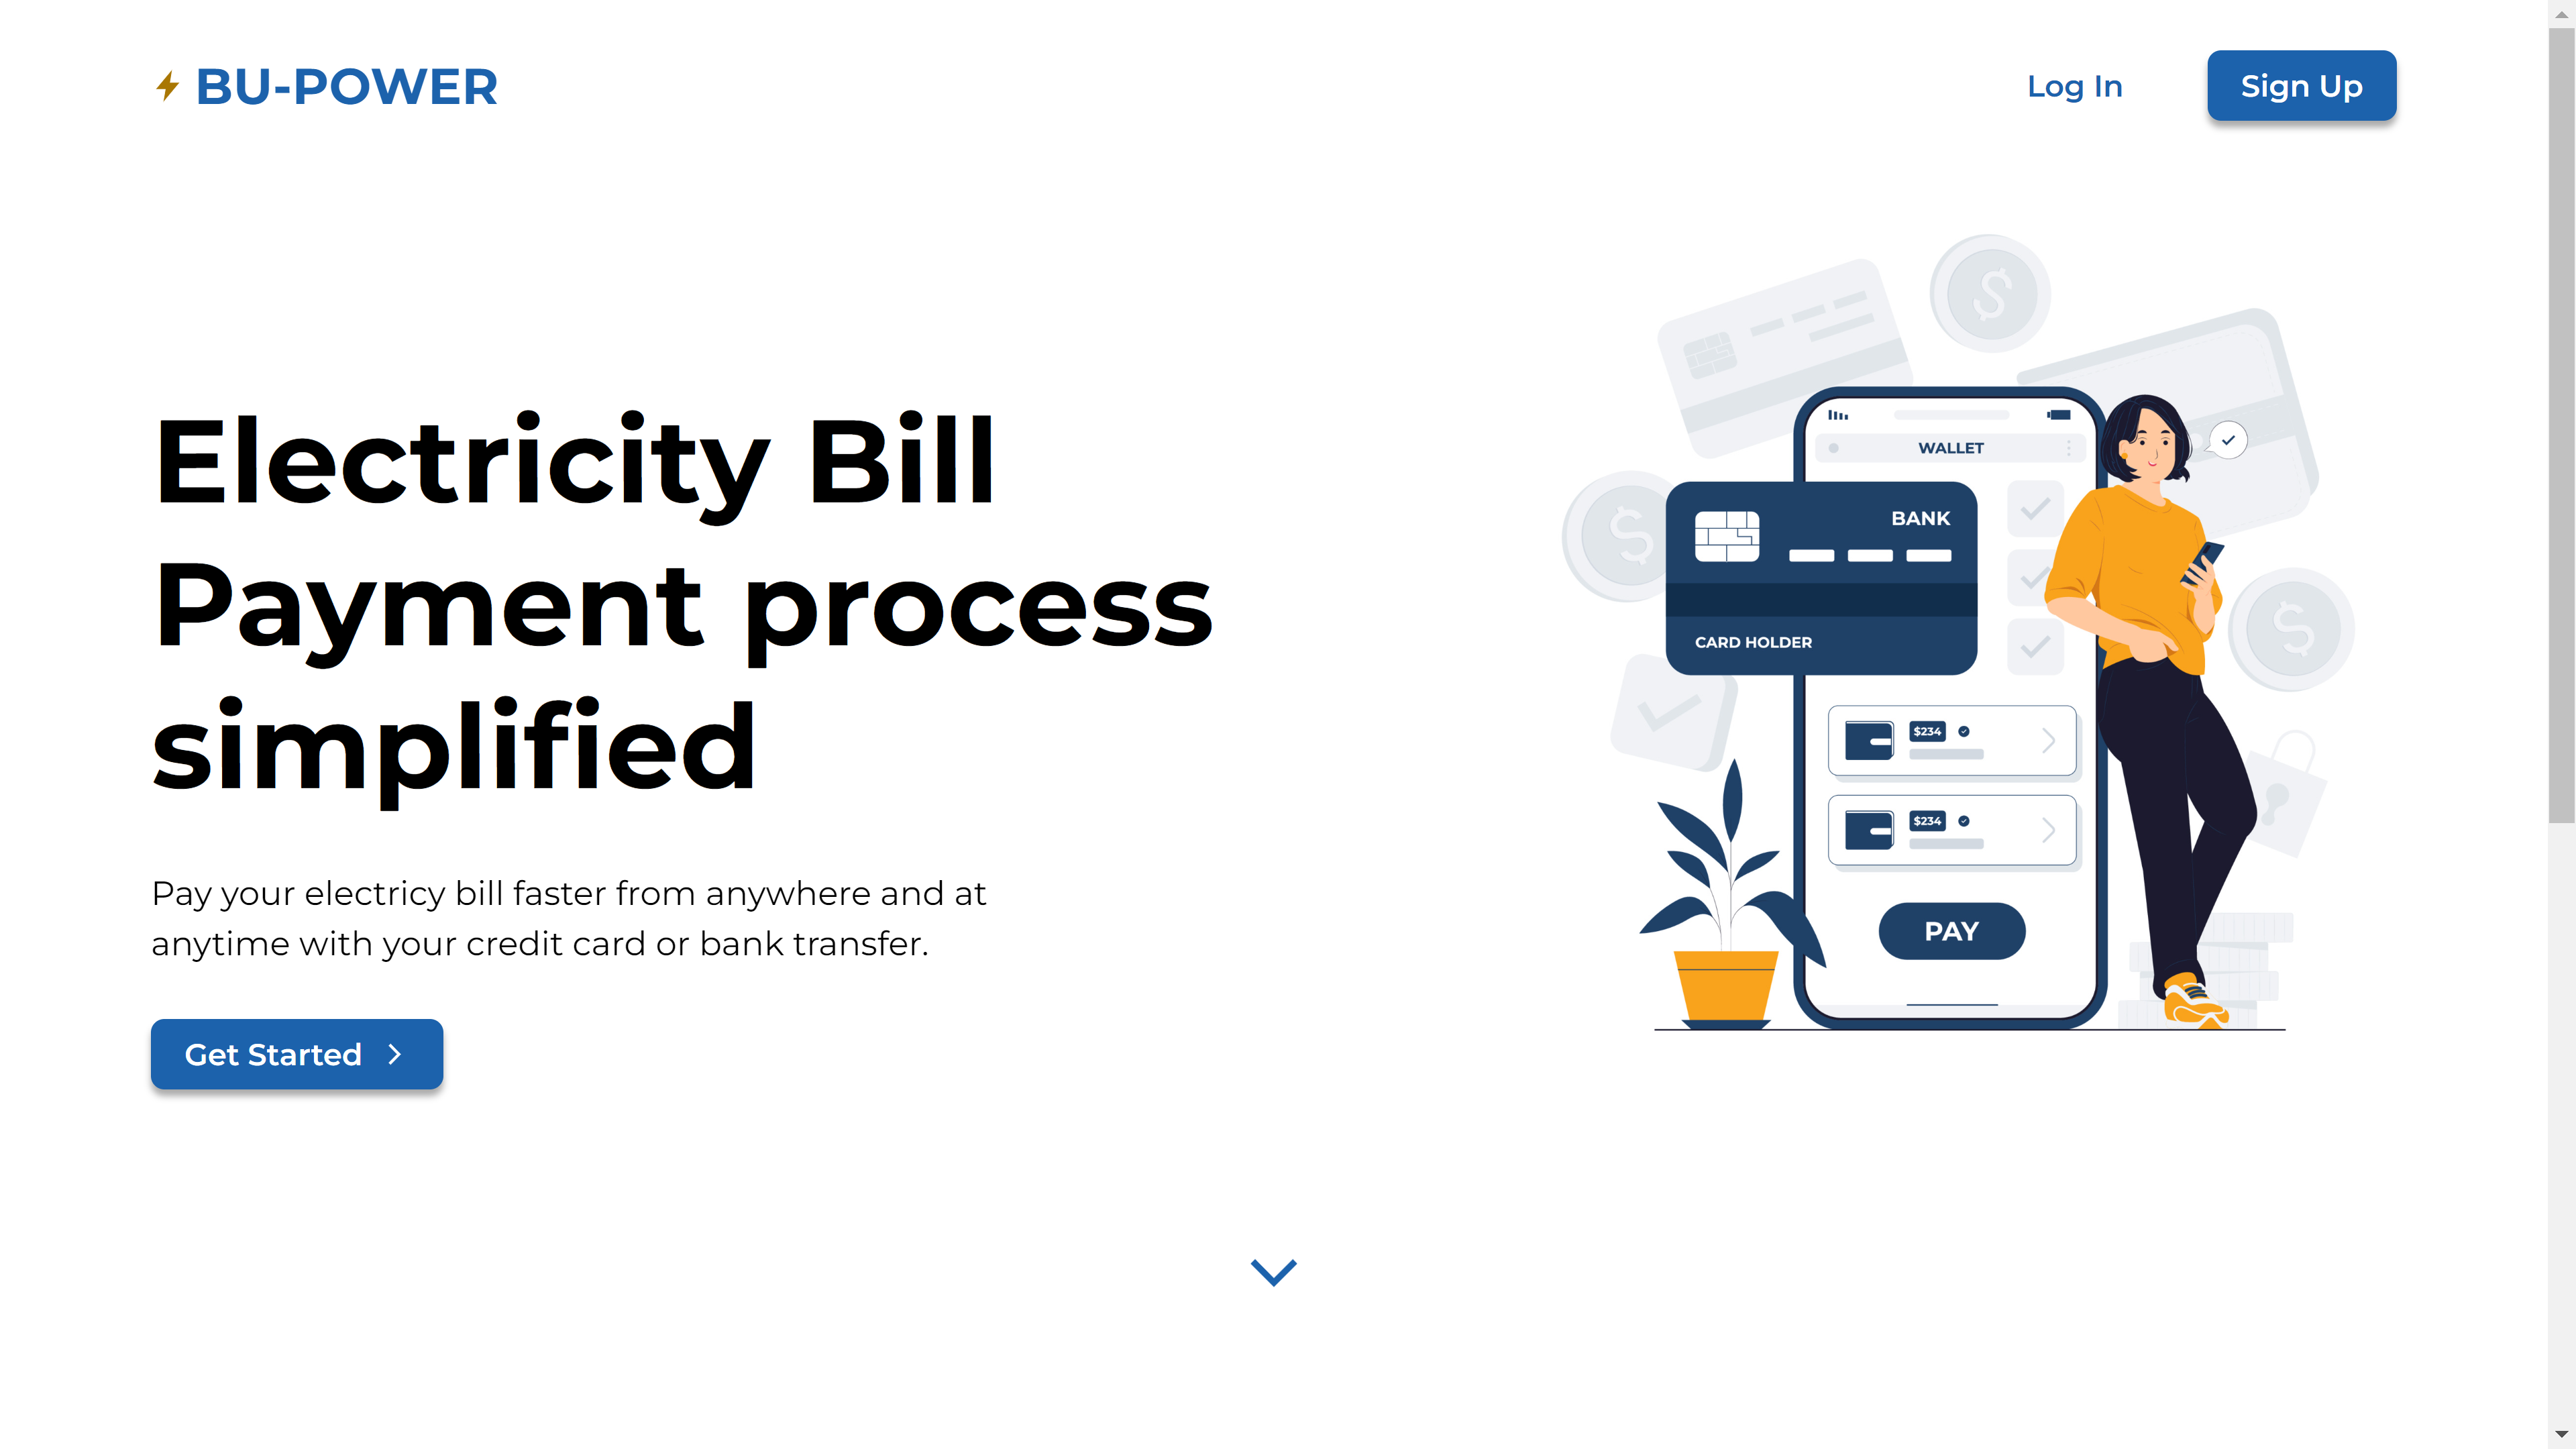 BU-POWER
Log In
Sign Up
Electricity Bill
Payment process
simplified
Pay your electricy bill faster from anywhere and at
anytime with your credit card or bank transfer.
Get Started
WALLET
BANK
CARD HOLDER
$234
$234
PAY